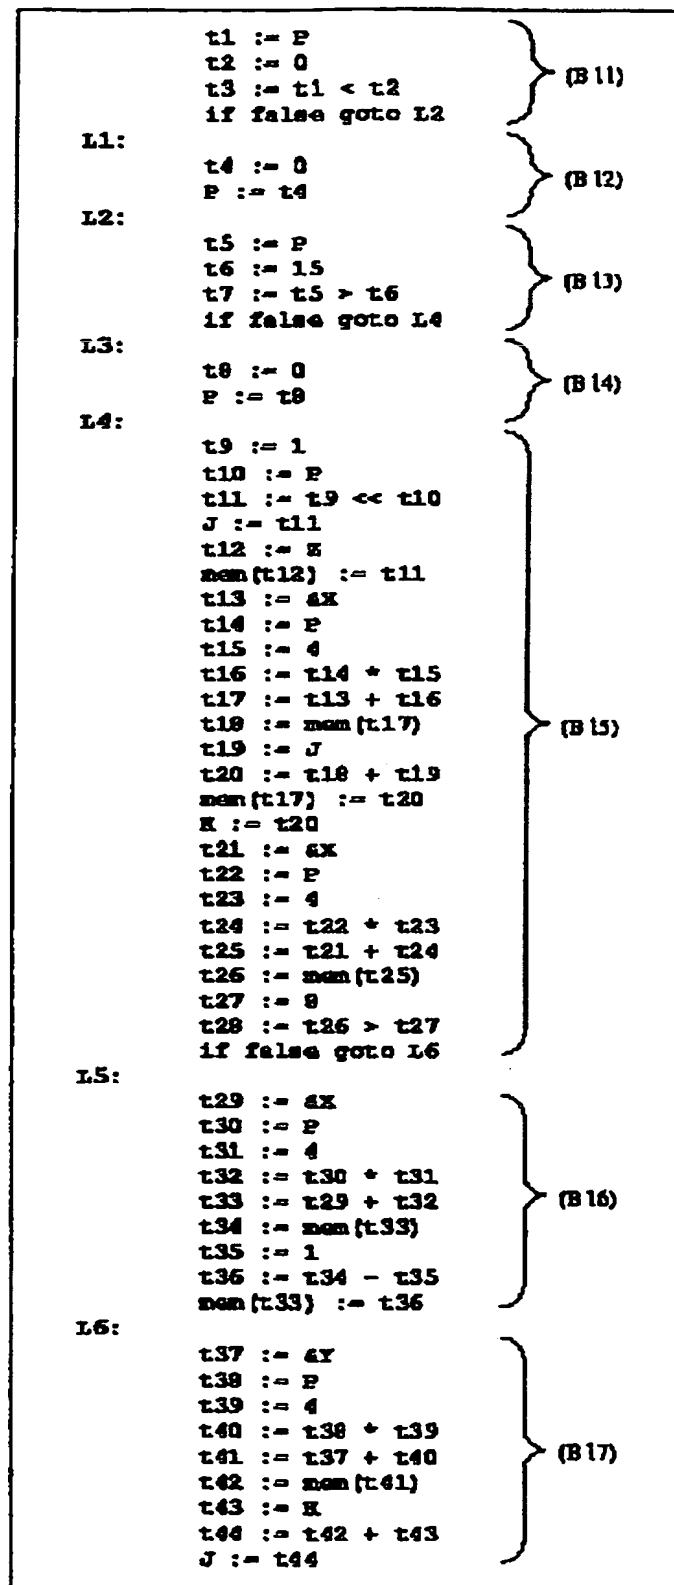 t1 := P
t2 := 0
t3 := t1 < t2 (B11)
if false goto L2
L1:
t4 := 0 (B12)
P := t4
L2:
t5 := P
t6 := 15 (B13)
t7 := t5 > t6
if false goto L4
L3:
t8 := 0 (B14)
P := t8
L4:
t9 := 1
t10 := P
t11 := t9 << t10
J := t11
t12 := Z
mem(t12) := t11
t13 := &X
t14 := P
t15 := 4
t16 := t14 * t15
t17 := t13 + t16
t18 := mem(t17) (B15)
t19 := J
t20 := t18 + t19
mem(t17) := t20
K := t20
t21 := &X
t22 := P
t23 := 4
t24 := t22 * t23
t25 := t21 + t24
t26 := mem(t25)
t27 := 8
t28 := t26 > t27
if false goto L6
L5:
t29 := &X
t30 := P
t31 := 4
t32 := t30 * t31
t33 := t29 + t32 (B16)
t34 := mem(t33)
t35 := 1
t36 := t34 - t35
mem(t33) := t36
L6:
t37 := &Y
t38 := P
t39 := 4
t40 := t38 * t39
t41 := t37 + t40 (B17)
t42 := mem(t41)
t43 := K
t44 := t42 + t43
J := t44